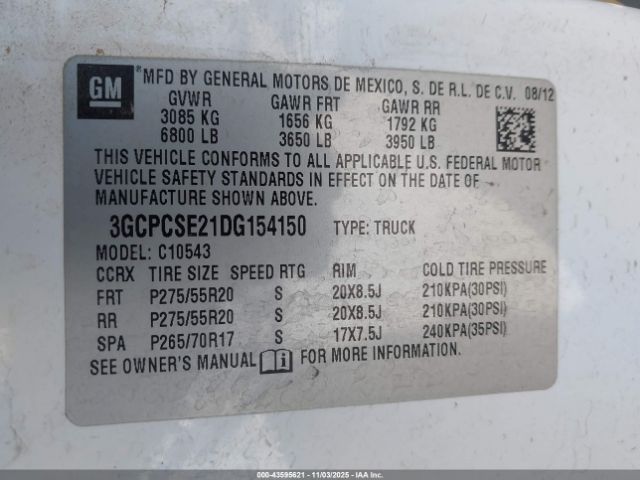 GM *MFD BY GENERAL MOTORS DE MEXICO, S. DE R.L. DE C.V. 08/12
GVWR GAWR FRT GAWR RR
3085 KG 1656 KG 1792 KG
6800 LB 3650 LB 3950 LB
THIS VEHICLE CONFORMS TO ALL APPLICABLE U.S. FEDERAL MOTOR
VEHICLE SAFETY STANDARDS IN EFFECT ON THE DATE OF
MANUFACTURE SHOWN ABOVE.
3GCPCSE21DG154150 TYPE: TRUCK
MODEL: C10543
CCRX TIRE SIZE SPEED RTG RIM COLD TIRE PRESSURE
FRT P275/55R20 S 20X8.5J 210KPA(30PSI)
RR P275/55R20 S 20X8.5J 210KPA(30PSI)
SPA P265/70R17 S 17X7.5J 240KPA(35PSI)
SEE OWNER'S MANUAL i FOR MORE INFORMATION.
© 2025 - 43595621 - 11/03/2025 - IAA HOLDINGS, LLC